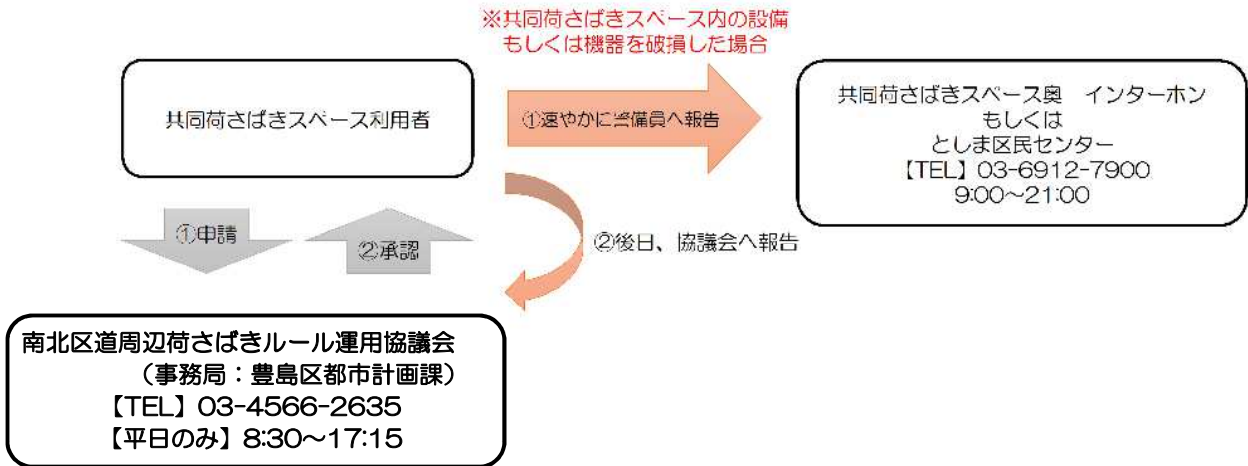 ※共同荷さばきスペース内の設備
もしくは機器を破損した場合
共同荷さばきスペース利用者
①速やかに警備員へ報告
共同荷さばきスペース奥　インターホン
もしくは
としま区民センター
【TEL】03-6912-7900
9:00～21:00
①申請
②承認
②後日、協議会へ報告
南北区道周辺荷さばきルール運用協議会
（事務局：豊島区都市計画課）
【TEL】03-4566-2635
【平日のみ】8:30～17:15